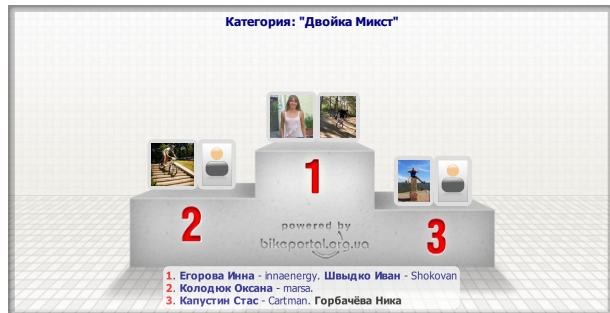 Категория: "Двойка Микст"
1
2
3
powered by
bikeportal.org.ua
1. Егорова Инна - innaenergy. Швыдко Иван - Shokovan
2. Колодюк Оксана - marsa.
3. Капустин Стас - Cartman. Горбачёва Ника